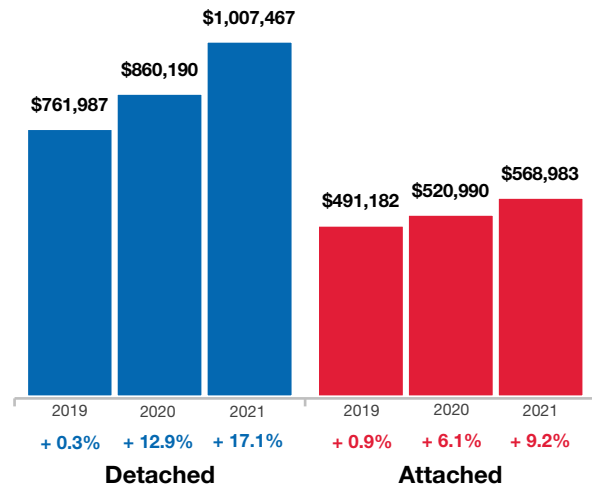 $1,007,467
$860,190
$761,987
$568,983
$520,990
$491,182
2019 2020 2021 2019 2020 2021
+ 0.3% + 12.9% + 17.1% + 0.9% + 6.1% + 9.2%
Detached Attached